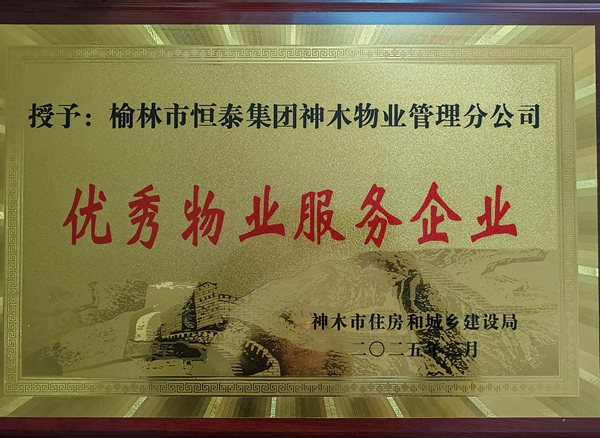 授予：榆林市恒泰集团神木物业管理分公司
优秀物业服务企业
神木市住房和城乡建设局
二〇二五年 月